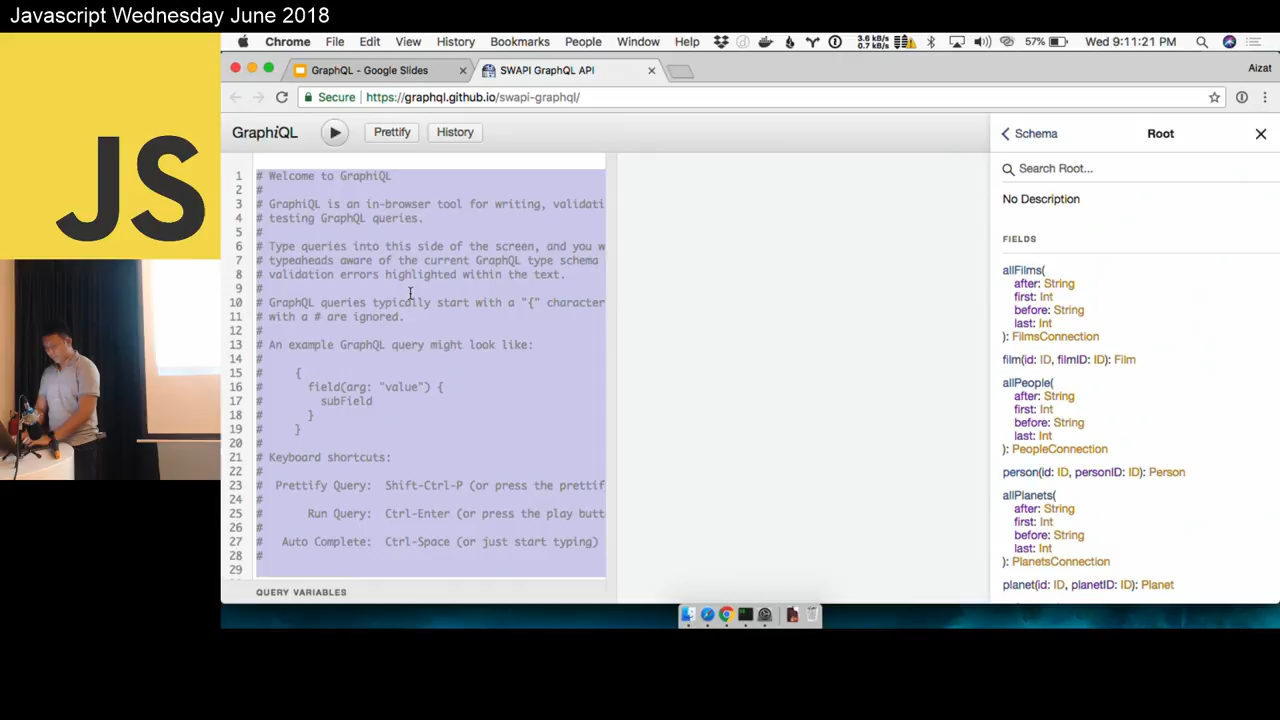 Javascript Wednesday June 2018
JS
Chrome File Edit View History Bookmarks People Window Help
3.6 kB/s
0.7 kB/s
57%
Wed 9:11:21 PM
GraphQL - Google Slides
SWAPI GraphQL API
Aizat
Secure https://graphql.github.io/swapi-graphql/
GraphiQL
Prettify
History
Schema
Root
1 # Welcome to GraphiQL
2 #
3 # GraphiQL is an in-browser tool for writing, validati
4 # testing GraphQL queries.
5 #
6 # Type queries into this side of the screen, and you w
7 # typeaheads aware of the current GraphQL type schema
8 # validation errors highlighted within the text.
9 #
10 # GraphQL queries typically start with a "{" character
11 # with a # are ignored.
12 #
13 # An example GraphQL query might look like:
14 #
15 # {
16 # field(arg: "value") {
17 # subField
18 # }
19 # }
20 #
21 # Keyboard shortcuts:
22 #
23 # Prettify Query: Shift-Ctrl-P (or press the prettif
24 #
25 # Run Query: Ctrl-Enter (or press the play butt
26 #
27 # Auto Complete: Ctrl-Space (or just start typing)
28 #
29
QUERY VARIABLES
Search Root...
No Description
FIELDS
allFilms(
after: String
first: Int
before: String
last: Int
): FilmsConnection
film(id: ID, filmID: ID): Film
allPeople(
after: String
first: Int
before: String
last: Int
): PeopleConnection
person(id: ID, personID: ID): Person
allPlanets(
after: String
first: Int
before: String
last: Int
): PlanetsConnection
planet(id: ID, planetID: ID): Planet